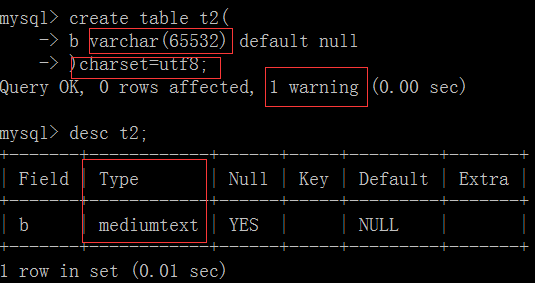 mysql> create table t2(
    -> b varchar(65532) default null
    -> )charset=utf8;
Query OK, 0 rows affected, 1 warning (0.00 sec)
mysql> desc t2;
+-------+------------+------+-----+---------+-------+
| Field | Type       | Null | Key | Default | Extra |
+-------+------------+------+-----+---------+-------+
| b     | mediumtext | YES  |     | NULL    |       |
+-------+------------+------+-----+---------+-------+
1 row in set (0.01 sec)